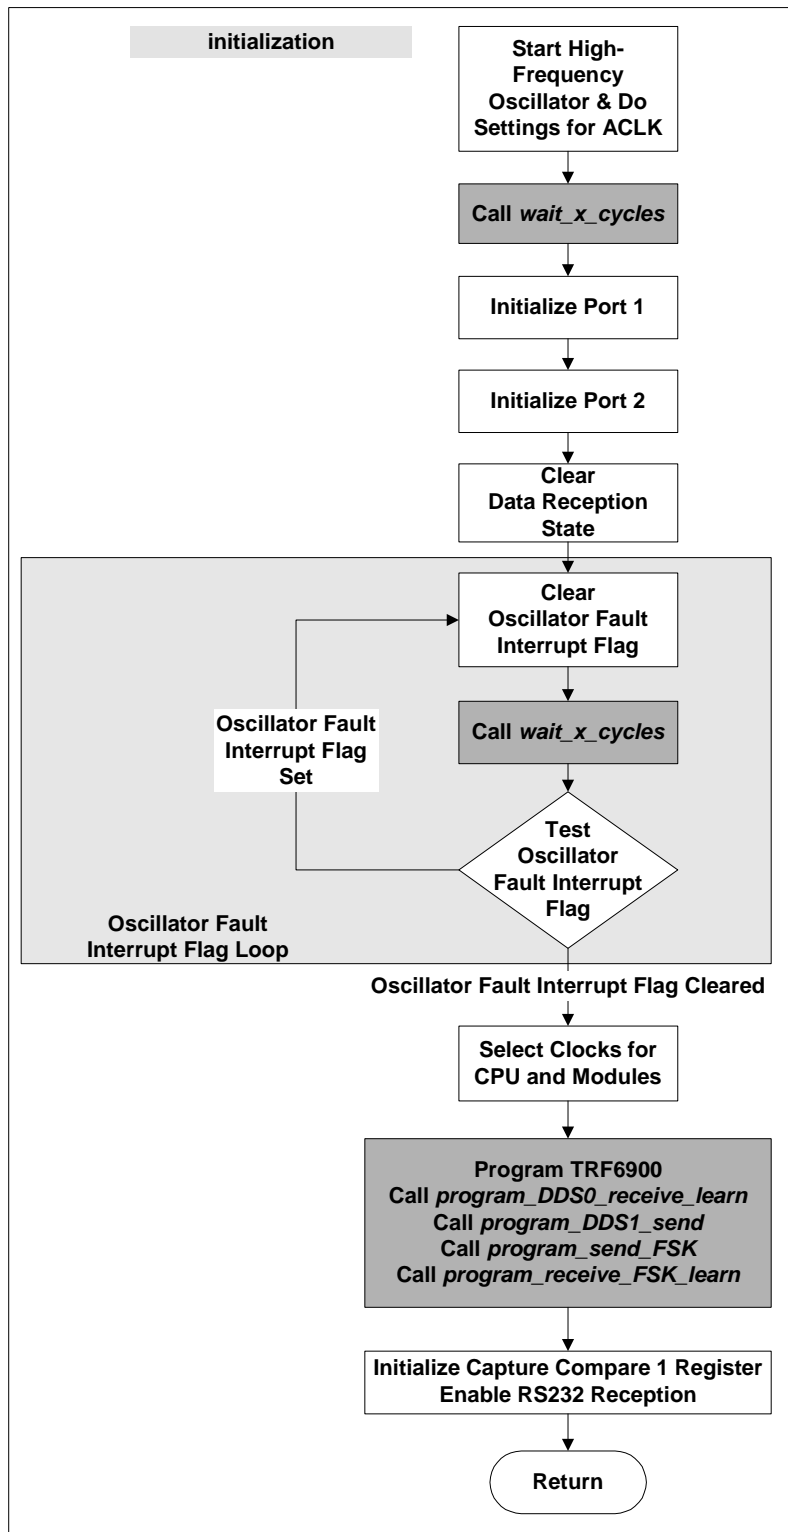 initialization
Start High-
Frequency
Oscillator & Do
Settings for ACLK
Call wait_x_cycles
Initialize Port 1
Initialize Port 2
Clear
Data Reception
State
Clear
Oscillator Fault
Interrupt Flag
Oscillator Fault
Interrupt Flag
Set
Call wait_x_cycles
Test
Oscillator
Fault Interrupt
Flag
Oscillator Fault
Interrupt Flag Loop
Oscillator Fault Interrupt Flag Cleared
Select Clocks for
CPU and Modules
Program TRF6900
Call program_DDS0_receive_learn
Call program_DDS1_send
Call program_send_FSK
Call program_receive_FSK_learn
Initialize Capture Compare 1 Register
Enable RS232 Reception
Return